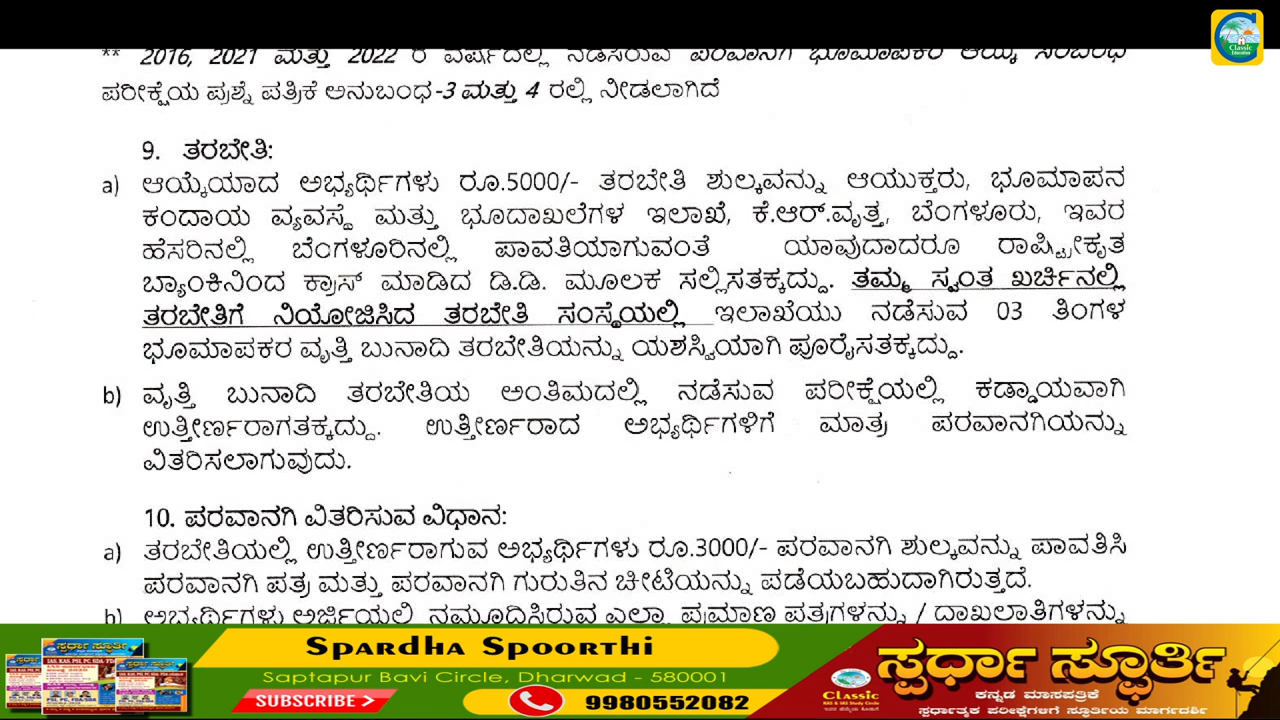 ** 2016, 2021 ಮತ್ತು 2022 ರ ವರ್ಷದಲ್ಲಿ ನಡೆಸಿರುವ ಪರವಾನಗಿ ಭೂಮಾಪಕರ ಆಯ್ಕೆ ಸಂಬಂಧ
ಪರೀಕ್ಷೆಯ ಪ್ರಶ್ನೆ ಪತ್ರಿಕೆ ಅನುಬಂಧ-3 ಮತ್ತು 4 ರಲ್ಲಿ ನೀಡಲಾಗಿದೆ
9. ತರಬೇತಿ:
a) ಆಯ್ಕೆಯಾದ ಅಭ್ಯರ್ಥಿಗಳು ರೂ.5000/- ತರಬೇತಿ ಶುಲ್ಕವನ್ನು ಆಯುಕ್ತರು, ಭೂಮಾಪನ
ಕಂದಾಯ ವ್ಯವಸ್ಥೆ ಮತ್ತು ಭೂದಾಖಲೆಗಳ ಇಲಾಖೆ, ಕೆ.ಆರ್.ವೃತ್ತ, ಬೆಂಗಳೂರು, ಇವರ
ಹೆಸರಿನಲ್ಲಿ ಬೆಂಗಳೂರಿನಲ್ಲಿ ಪಾವತಿಯಾಗುವಂತೆ ಯಾವುದಾದರೂ ರಾಷ್ಟ್ರೀಕೃತ
ಬ್ಯಾಂಕಿನಿಂದ ಕ್ರಾಸ್ ಮಾಡಿದ ಡಿ.ಡಿ. ಮೂಲಕ ಸಲ್ಲಿಸತಕ್ಕದ್ದು. ತಮ್ಮ ಸ್ವಂತ ಖರ್ಚಿನಲ್ಲಿ
ತರಬೇತಿಗೆ ನಿಯೋಜಿಸಿದ ತರಬೇತಿ ಸಂಸ್ಥೆಯಲ್ಲಿ ಇಲಾಖೆಯು ನಡೆಸುವ 03 ತಿಂಗಳ
ಭೂಮಾಪಕರ ವೃತ್ತಿ ಬುನಾದಿ ತರಬೇತಿಯನ್ನು ಯಶಸ್ವಿಯಾಗಿ ಪೂರೈಸತಕ್ಕದ್ದು.
b) ವೃತ್ತಿ ಬುನಾದಿ ತರಬೇತಿಯ ಅಂತಿಮದಲ್ಲಿ ನಡೆಸುವ ಪರೀಕ್ಷೆಯಲ್ಲಿ ಕಡ್ಡಾಯವಾಗಿ
ಉತ್ತೀರ್ಣರಾಗತಕ್ಕದ್ದು. ಉತ್ತೀರ್ಣರಾದ ಅಭ್ಯರ್ಥಿಗಳಿಗೆ ಮಾತ್ರ ಪರವಾನಗಿಯನ್ನು
ವಿತರಿಸಲಾಗುವುದು.
10. ಪರವಾನಗಿ ವಿತರಿಸುವ ವಿಧಾನ:
a) ತರಬೇತಿಯಲ್ಲಿ ಉತ್ತೀರ್ಣರಾಗುವ ಅಭ್ಯರ್ಥಿಗಳು ರೂ.3000/- ಪರವಾನಗಿ ಶುಲ್ಕವನ್ನು ಪಾವತಿಸಿ
ಪರವಾನಗಿ ಪತ್ರ ಮತ್ತು ಪರವಾನಗಿ ಗುರುತಿನ ಚೀಟಿಯನ್ನು ಪಡೆಯಬಹುದಾಗಿರುತ್ತದೆ.
b) ಅಭ್ಯರ್ಥಿಗಳು ಅರ್ಜಿಯಲ್ಲಿ ನಮೂದಿಸಿರುವ ಎಲ್ಲಾ ಪ್ರಮಾಣ ಪತ್ರಗಳನ್ನು / ದಾಖಲಾತಿಗಳನ್ನು
Spardha Spoorthi
Saptapur Bavi Circle, Dharwad - 580001
SUBSCRIBE
9980552082
ಸ್ಪರ್ಧಾ ಸ್ಫೂರ್ತಿ
ಕನ್ನಡ ಮಾಸಪತ್ರಿಕೆ
ಸ್ಪರ್ಧಾತ್ಮಕ ಪರೀಕ್ಷೆಗಳಿಗೆ ಸ್ಫೂರ್ತಿಯ ಮಾರ್ಗದರ್ಶಿ
Classic
KAS & IAS Study Circle
Classic
Education